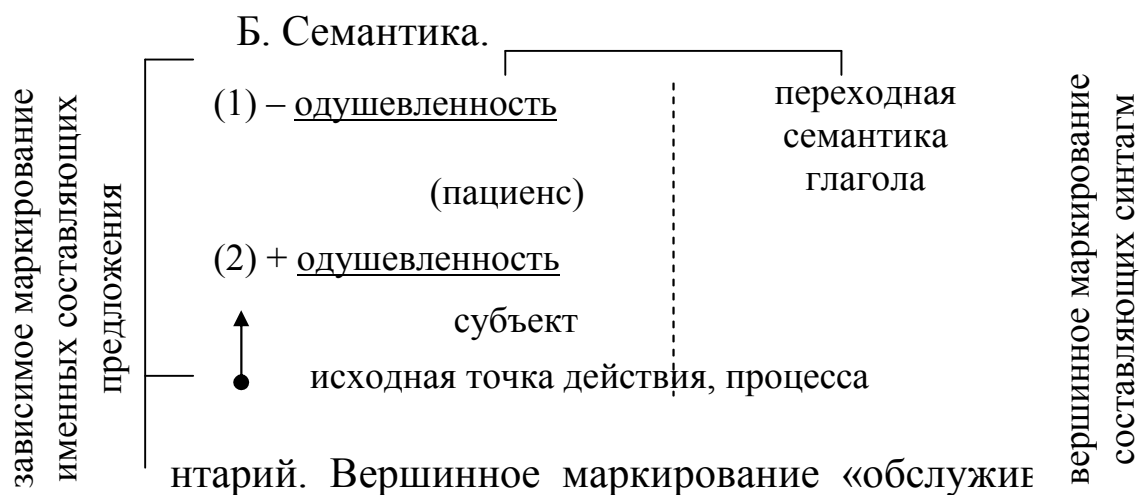 Б. Семантика.
зависимое маркирование
именных составляющих
предложения
(1) – одушевленность
(пациенс)
(2) + одушевленность
субъект
исходная точка действия, процесса
переходная
семантика
глагола
вершинное маркирование
составляющих синтагм
нтарий. Вершинное маркирование «обслужив